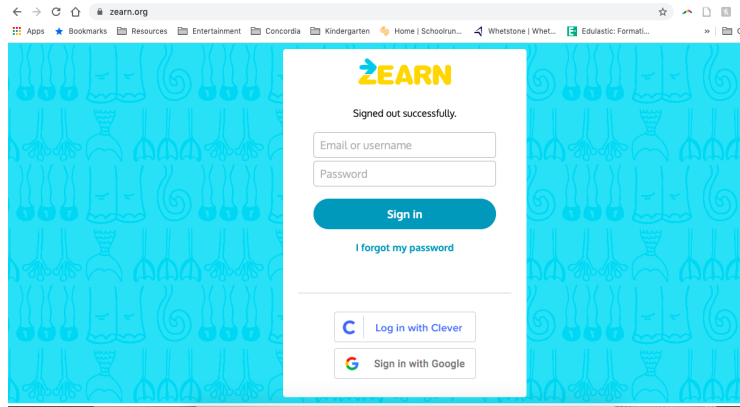 zearn.org
Apps Bookmarks Resources Entertainment Concordia Kindergarten Home | Schoolrun... Whetstone | Whet... Edulastic: Formati... »
ZEARN
Signed out successfully.
Email or username
Password
Sign in
I forgot my password
Log in with Clever
Sign in with Google